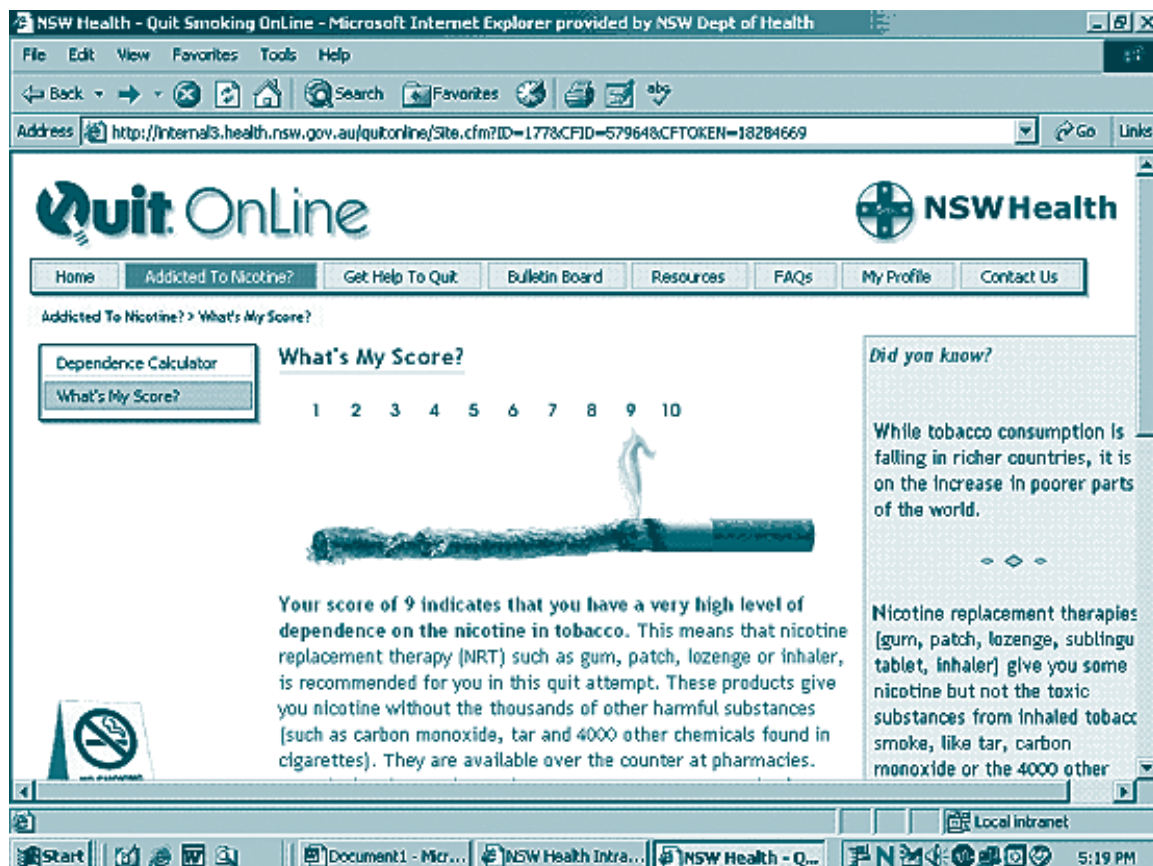 NSW Health - Quit Smoking OnLine - Microsoft Internet Explorer provided by NSW Dept of Health
File Edit View Favorites Tools Help
Back Search Favorites
Address http://internal3.health.nsw.gov.au/quitonline/Site.cfm?ID=177&CFID=57964&CFTOKEN=18284669 Go Links
Quit OnLine
NSW Health
Home Addicted To Nicotine? Get Help To Quit Bulletin Board Resources FAQs My Profile Contact Us
Addicted To Nicotine? > What's My Score?
Dependence Calculator
What's My Score?
What's My Score?
1 2 3 4 5 6 7 8 9 10
Your score of 9 indicates that you have a very high level of
dependence on the nicotine in tobacco. This means that nicotine
replacement therapy (NRT) such as gum, patch, lozenge or inhaler,
is recommended for you in this quit attempt. These products give
you nicotine without the thousands of other harmful substances
(such as carbon monoxide, tar and 4000 other chemicals found in
cigarettes). They are available over the counter at pharmacies.
Did you know?
While tobacco consumption is
falling in richer countries, it is
on the increase in poorer parts
of the world.
Nicotine replacement therapies
(gum, patch, lozenge, sublingu
tablet, inhaler) give you some
nicotine but not the toxic
substances from inhaled tobacc
smoke, like tar, carbon
monoxide or the 4000 other
Local intranet
Start Document1 - Micr... NSW Health Intra... NSW Health - Q... 5:19 PM